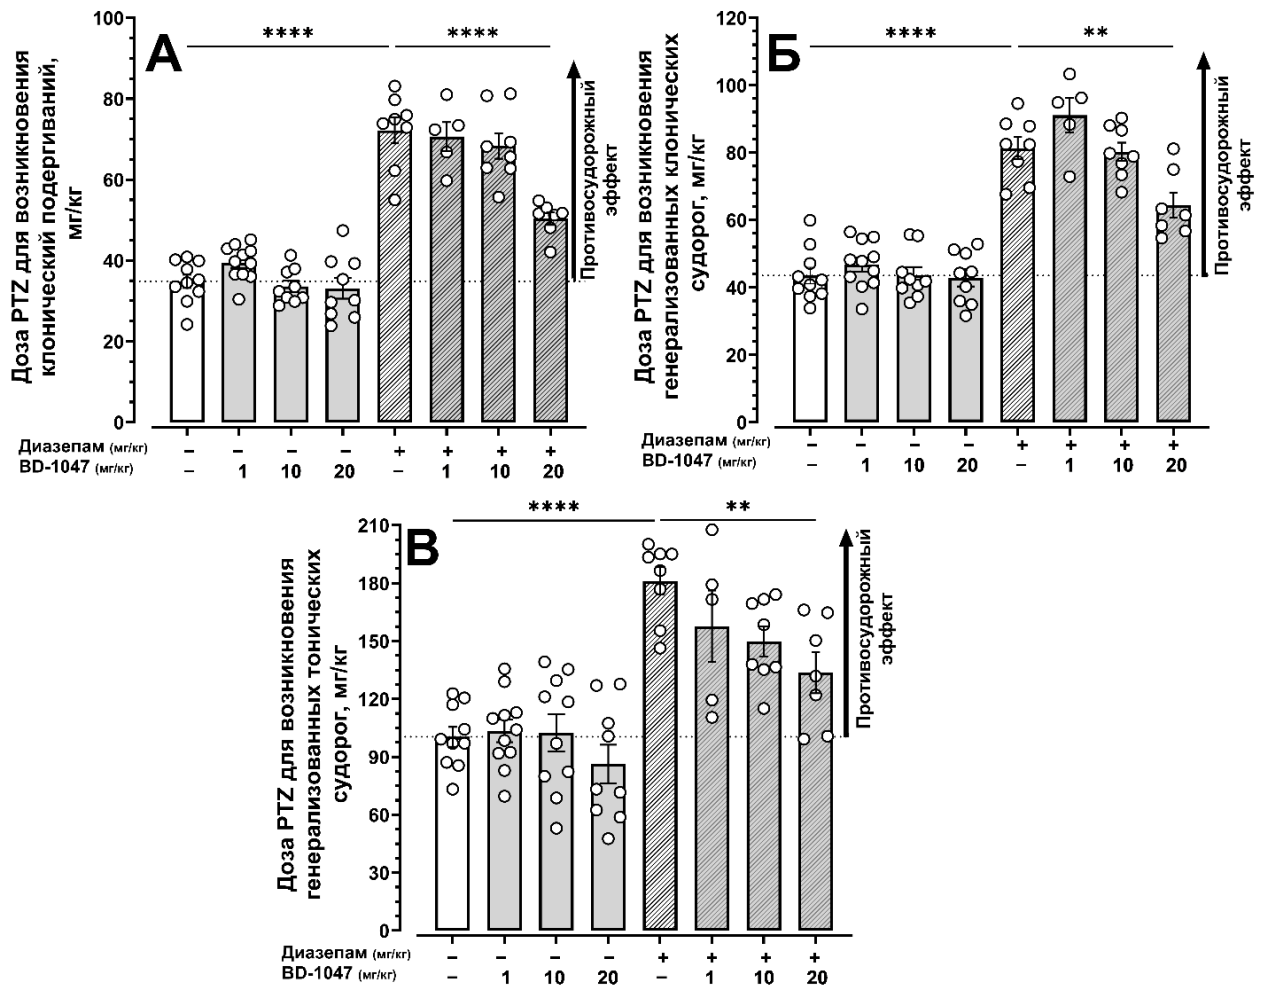 А
Доза PTZ для возникновения
клонический подергиваний,
мг/кг
100
80
60
40
20
0
**** ****
Противосудорожный
эффект
Диазепам (мг/кг) – – – – + + + +
BD-1047 (мг/кг) – 1 10 20 – 1 10 20
Б
Доза PTZ для возникновения
генерализованных клонических
судорог, мг/кг
120
100
80
60
40
20
0
**** **
Противосудорожный
эффект
Диазепам (мг/кг) – – – – + + + +
BD-1047 (мг/кг) – 1 10 20 – 1 10 20
В
Доза PTZ для возникновения
генерализованных тонических
судорог, мг/кг
210
180
150
120
90
60
30
0
**** **
Противосудорожный
эффект
Диазепам (мг/кг) – – – – + + + +
BD-1047 (мг/кг) – 1 10 20 – 1 10 20